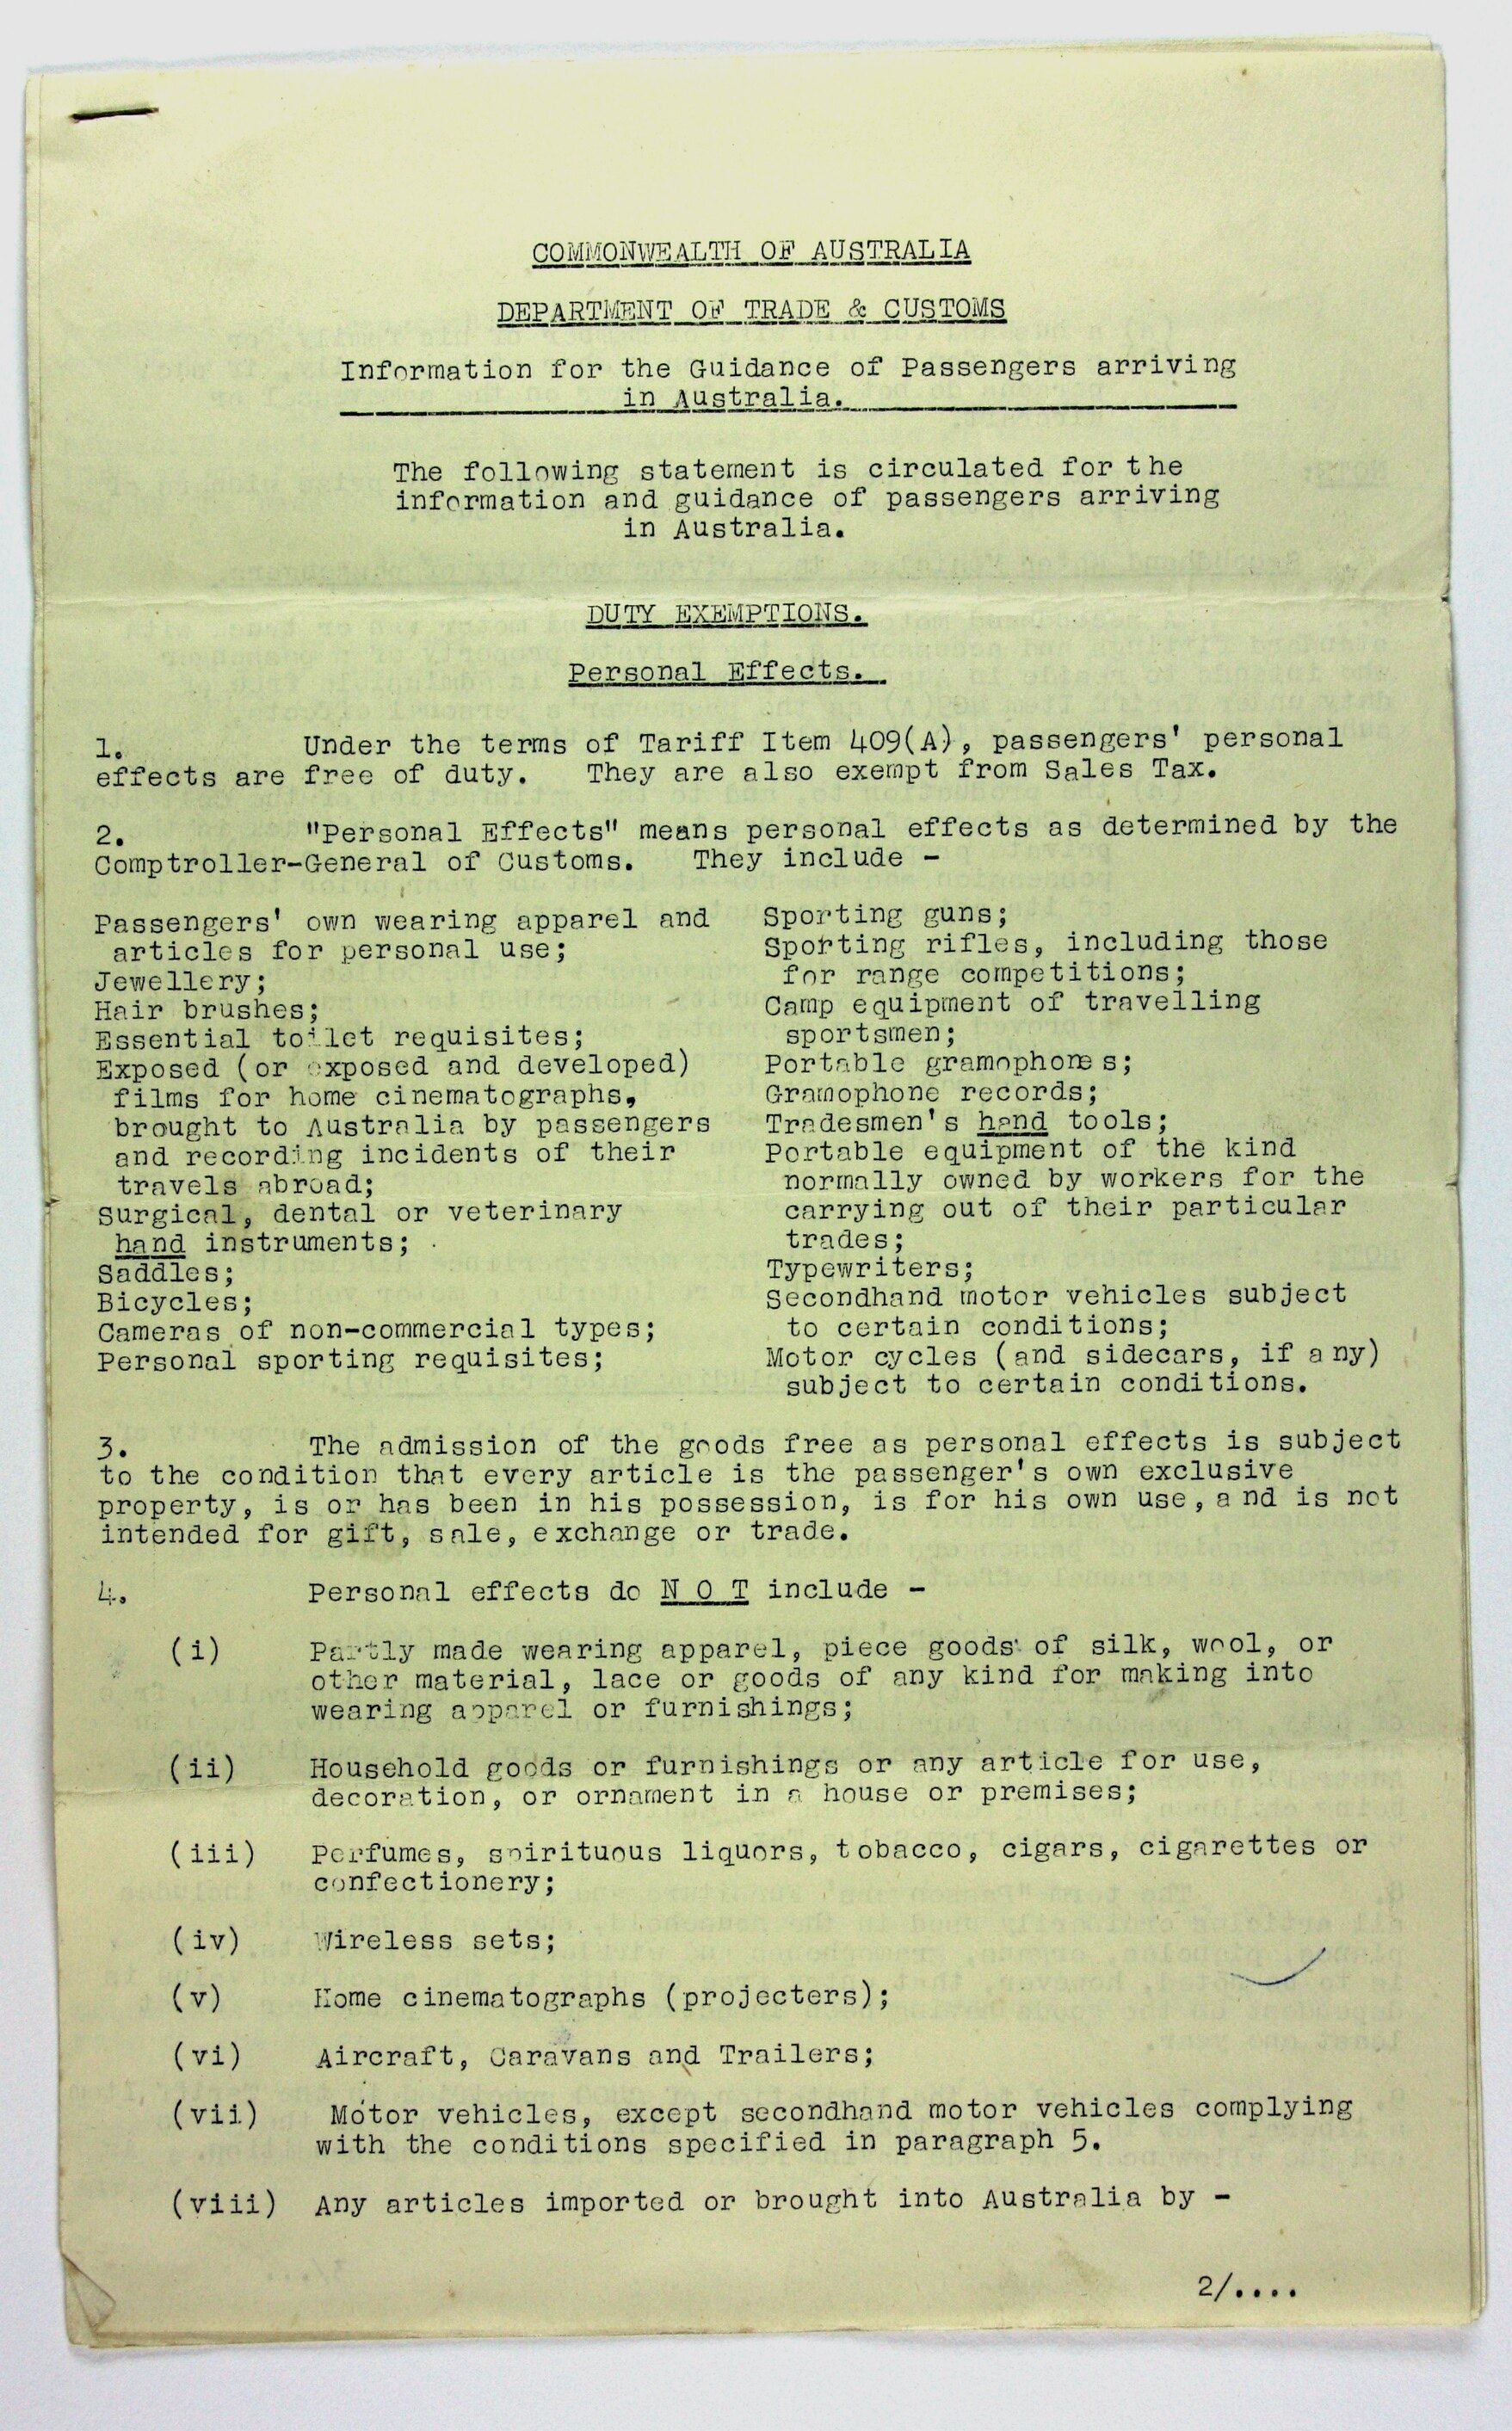 COMMONWEALTH OF AUSTRALIA
DEPARTMENT OF TRADE & CUSTOMS
Information for the Guidance of Passengers arriving
in Australia.
The following statement is circulated for the
information and guidance of passengers arriving
in Australia.
DUTY EXEMPTIONS.
Personal Effects.
1. Under the terms of Tariff Item 409(A), passengers' personal
effects are free of duty. They are also exempt from Sales Tax.
2. "Personal Effects" means personal effects as determined by the
Comptroller-General of Customs. They include -
Passengers' own wearing apparel and
articles for personal use;
Jewellery;
Hair brushes;
Essential toilet requisites;
Exposed (or exposed and developed)
films for home cinematographs,
brought to Australia by passengers
and recording incidents of their
travels abroad;
Surgical, dental or veterinary
hand instruments;
Saddles;
Bicycles;
Cameras of non-commercial types;
Personal sporting requisites;
Sporting guns;
Sporting rifles, including those
for range competitions;
Camp equipment of travelling
sportsmen;
Portable gramophones;
Gramophone records;
Tradesmen's hand tools;
Portable equipment of the kind
normally owned by workers for the
carrying out of their particular
trades;
Typewriters;
Secondhand motor vehicles subject
to certain conditions;
Motor cycles (and sidecars, if any)
subject to certain conditions.
3. The admission of the goods free as personal effects is subject
to the condition that every article is the passenger's own exclusive
property, is or has been in his possession, is for his own use, and is not
intended for gift, sale, exchange or trade.
4. Personal effects do N O T include -
(i) Partly made wearing apparel, piece goods of silk, wool, or
other material, lace or goods of any kind for making into
wearing apparel or furnishings;
(ii) Household goods or furnishings or any article for use,
decoration, or ornament in a house or premises;
(iii) Perfumes, spirituous liquors, tobacco, cigars, cigarettes or
confectionery;
(iv) Wireless sets;
(v) Home cinematographs (projecters);
(vi) Aircraft, Caravans and Trailers;
(vii) Motor vehicles, except secondhand motor vehicles complying
with the conditions specified in paragraph 5.
(viii) Any articles imported or brought into Australia by -
2/....